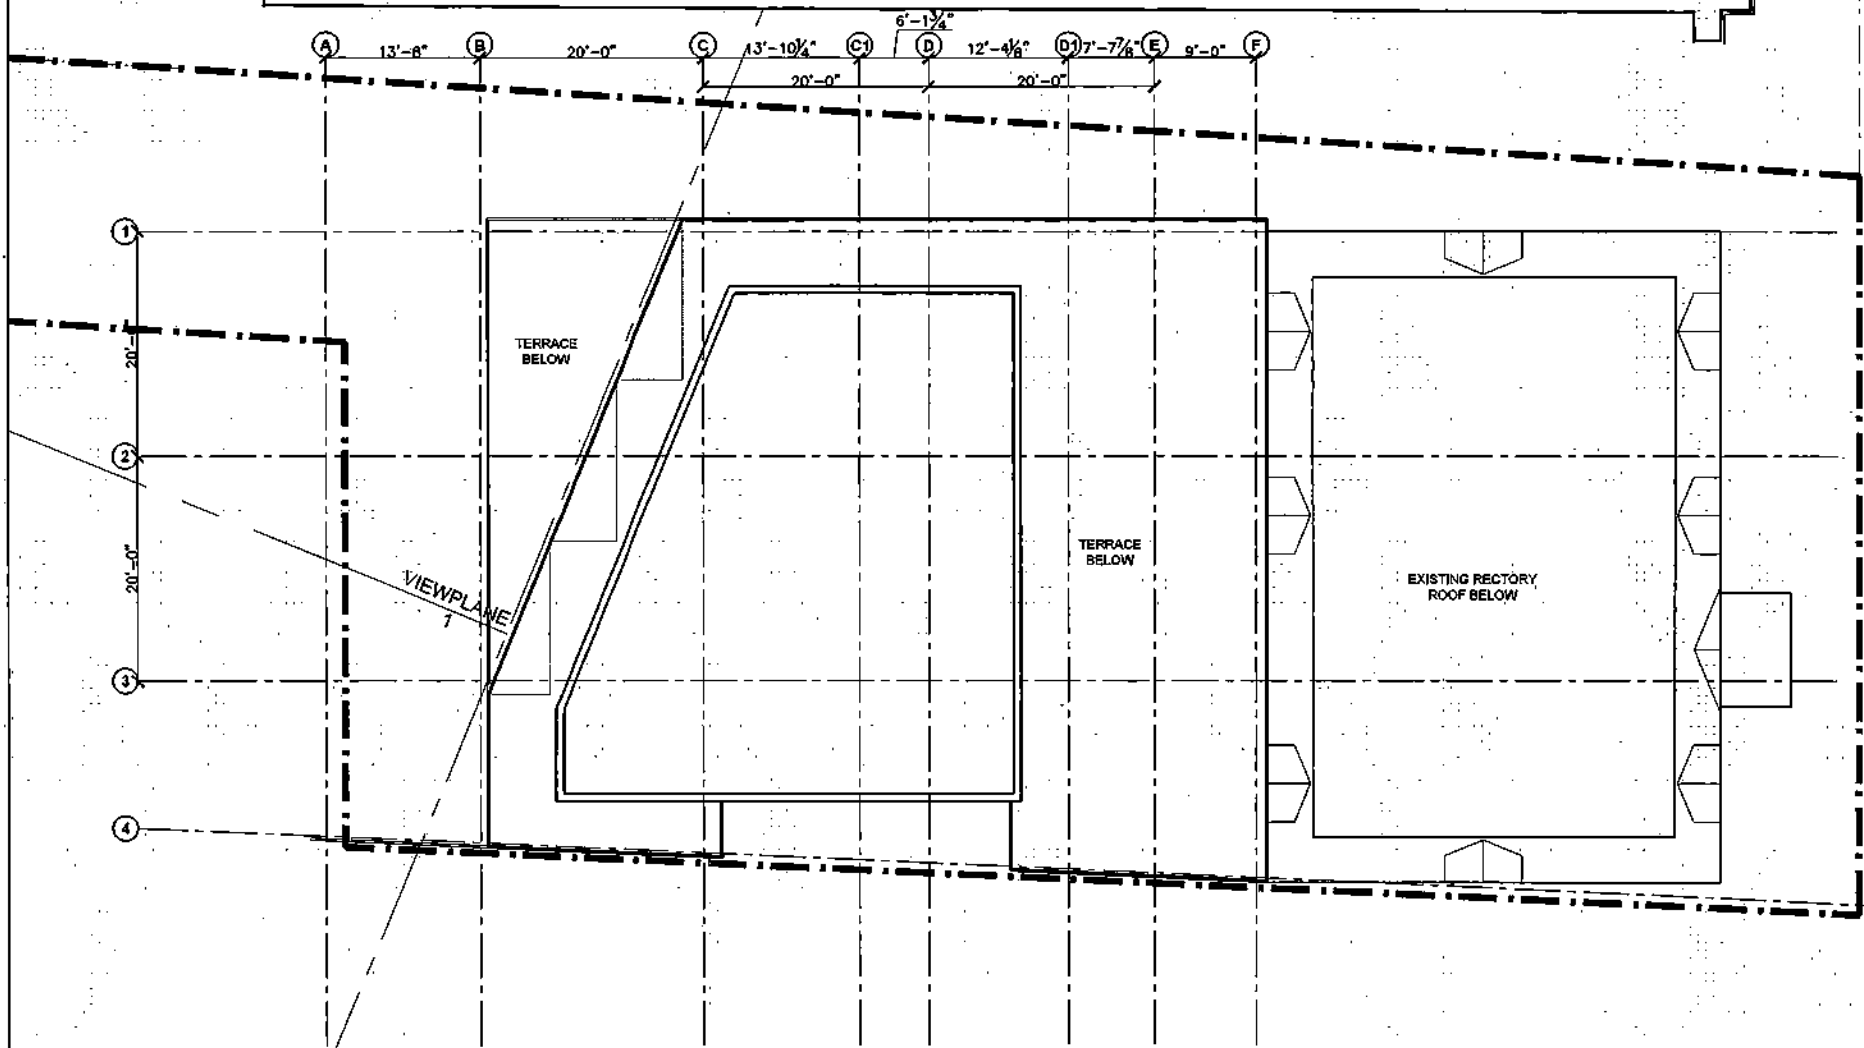 6'-1¾"
A 13'-6" B 20'-0" C 13'-10¼" C1 D 12'-4⅛" D1 7'-7⅞" E 9'-0" F
20'-0" 20'-0"
1
TERRACE
BELOW
20'-
2
20'-0"
TERRACE
BELOW
VIEWPLANE
1
EXISTING RECTORY
ROOF BELOW
3
4